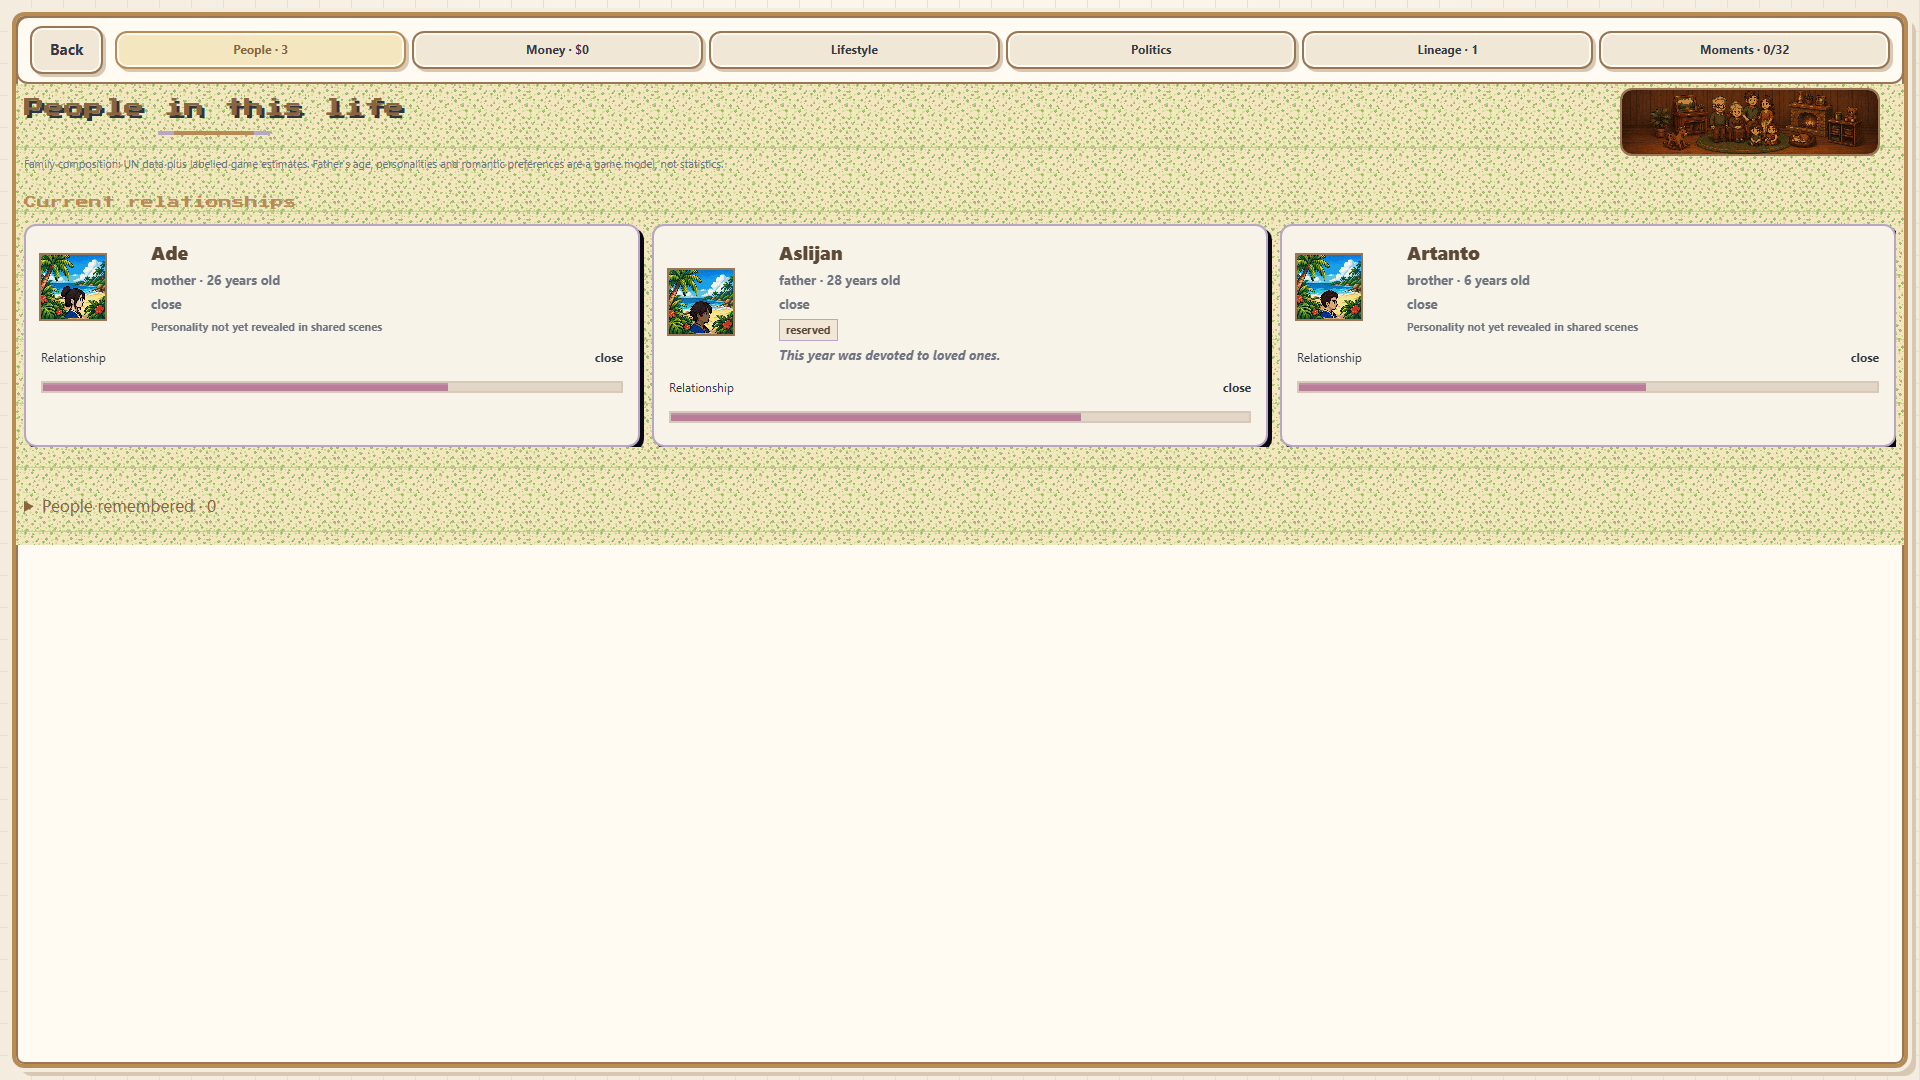 Back
People · 3
Money · $0
Lifestyle
Politics
Lineage · 1
Moments · 0/32
People in this life
Family composition: UN data plus labelled game estimates. Father's age, personalities and romantic preferences are a game model, not statistics.
Current relationships
Ade
mother · 26 years old
close
Personality not yet revealed in shared scenes
Relationship
close
Aslijan
father · 28 years old
close
reserved
This year was devoted to loved ones.
Relationship
close
Artanto
brother · 6 years old
close
Personality not yet revealed in shared scenes
Relationship
close
People remembered · 0